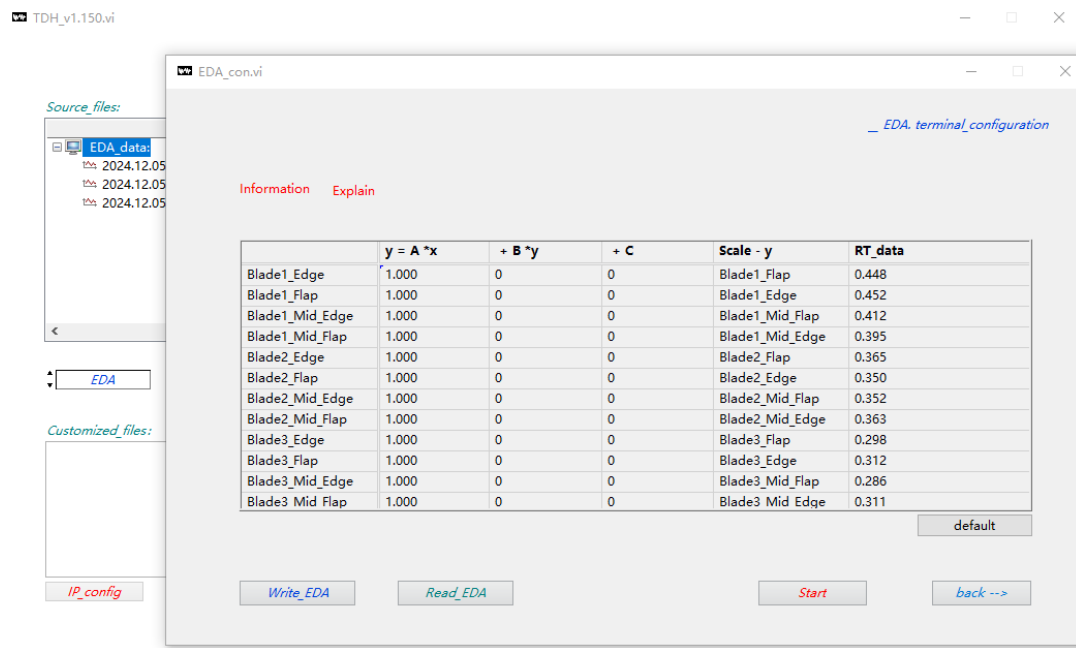 TDH_v1.150.vi
EDA_con.vi
_ EDA. terminal_configuration
Source_files:
EDA_data:
2024.12.05
2024.12.05
2024.12.05
EDA
Customized_files:
IP_config
Information Explain
y = A *x + B *y + C Scale - y RT_data
Blade1_Edge 1.000 0 0 Blade1_Flap 0.448
Blade1_Flap 1.000 0 0 Blade1_Edge 0.452
Blade1_Mid_Edge 1.000 0 0 Blade1_Mid_Flap 0.412
Blade1_Mid_Flap 1.000 0 0 Blade1_Mid_Edge 0.395
Blade2_Edge 1.000 0 0 Blade2_Flap 0.365
Blade2_Flap 1.000 0 0 Blade2_Edge 0.350
Blade2_Mid_Edge 1.000 0 0 Blade2_Mid_Flap 0.352
Blade2_Mid_Flap 1.000 0 0 Blade2_Mid_Edge 0.363
Blade3_Edge 1.000 0 0 Blade3_Flap 0.298
Blade3_Flap 1.000 0 0 Blade3_Edge 0.312
Blade3_Mid_Edge 1.000 0 0 Blade3_Mid_Flap 0.286
Blade3_Mid_Flap 1.000 0 0 Blade3_Mid_Edge 0.311
default
Write_EDA Read_EDA Start back -->